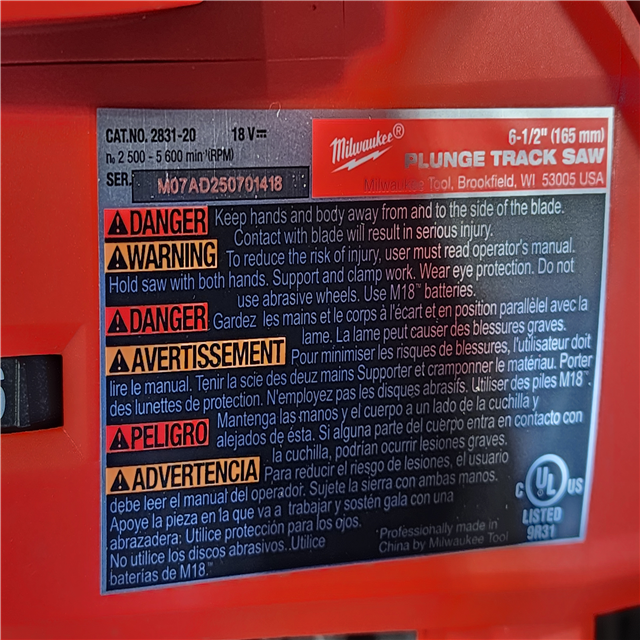 CAT.NO. 2831-20 18 V⎓
n₀ 2 500 - 5 600 min⁻¹(RPM)
SER. M07AD250701418
Milwaukee®
6-1/2" (165 mm)
PLUNGE TRACK SAW
Milwaukee Tool, Brookfield, WI 53005 USA
⚠DANGER Keep hands and body away from and to the side of the blade.
Contact with blade will result in serious injury.
⚠WARNING To reduce the risk of injury, user must read operator's manual.
Hold saw with both hands. Support and clamp work. Wear eye protection. Do not
use abrasive wheels. Use M18™ batteries.
⚠DANGER Gardez les mains et le corps à l'écart et en position parallèlel avec la
lame. La lame peut causer des blessures graves.
⚠AVERTISSEMENT Pour minimiser les risques de blessures, l'utilisateur doit
lire le manual. Tenir la scie des deuz mains Supporter et cramponner le matériau. Porter
des lunettes de protection. N'employez pas les disques abrasifs. Utilizer des piles M18™.
⚠PELIGRO Mantenga las manos y el cuerpo a un lado de la cuchilla y
alejados de ésta. Si alguna parte del cuerpo entra en contacto con
la cuchilla, podrían ocurrir lesiones graves.
⚠ADVERTENCIA Para reducir el riesgo de lesiones, el usuario
debe leer el manual del operador. Sujete la sierra con ambas manos.
Apoye la pieza en la que va a trabajar y sostén gala con una
abrazadera: Utilice protección para los ojos.
No utilice los discos abrasivos..Utilice
baterías de M18.™
Professionally made in
China by Milwaukee Tool
C UL US
LISTED
9R31